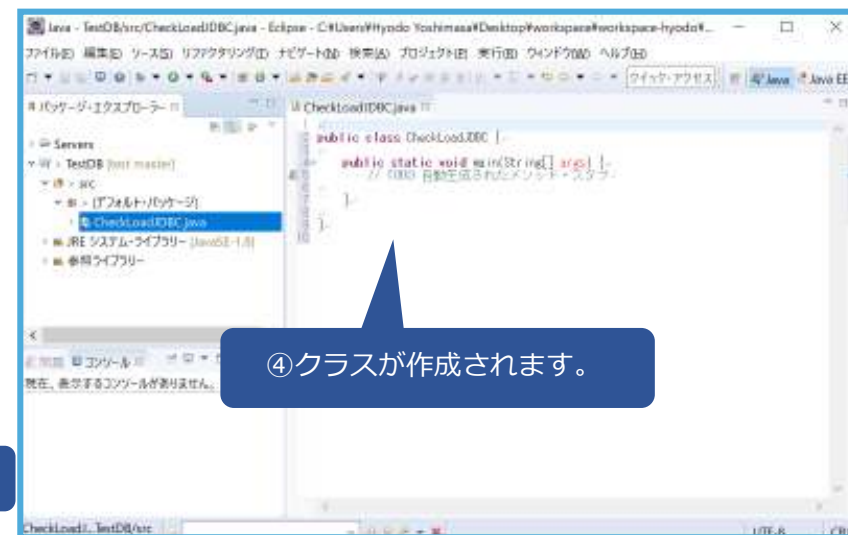 Java - TestDB/src/CheckLoadJDBC.java - Eclipse - C:¥Users¥Hyodo Yoshimasa¥Desktop¥workspace¥workspace-hyodo¥...
ファイル(F) 編集(E) ソース(S) リファクタリング(T) ナビゲート(N) 検索(A) プロジェクト(P) 実行(R) ウィンドウ(W) ヘルプ(H)
クイック・アクセス Java Java EE
パッケージ・エクスプローラー
Servers
TestDB [test master]
src
(デフォルト・パッケージ)
CheckLoadJDBC.java
JRE システム・ライブラリー [JavaSE-1.8]
参照ライブラリー
CheckLoadJDBC.java
public class CheckLoadJDBC {
public static void main(String[] args) {
// TODO 自動生成されたメソッド・スタブ
}
}
コンソール
現在、表示するコンソールがありません。
④クラスが作成されます。
CheckLoadJ... TestDB/src
UTF-8